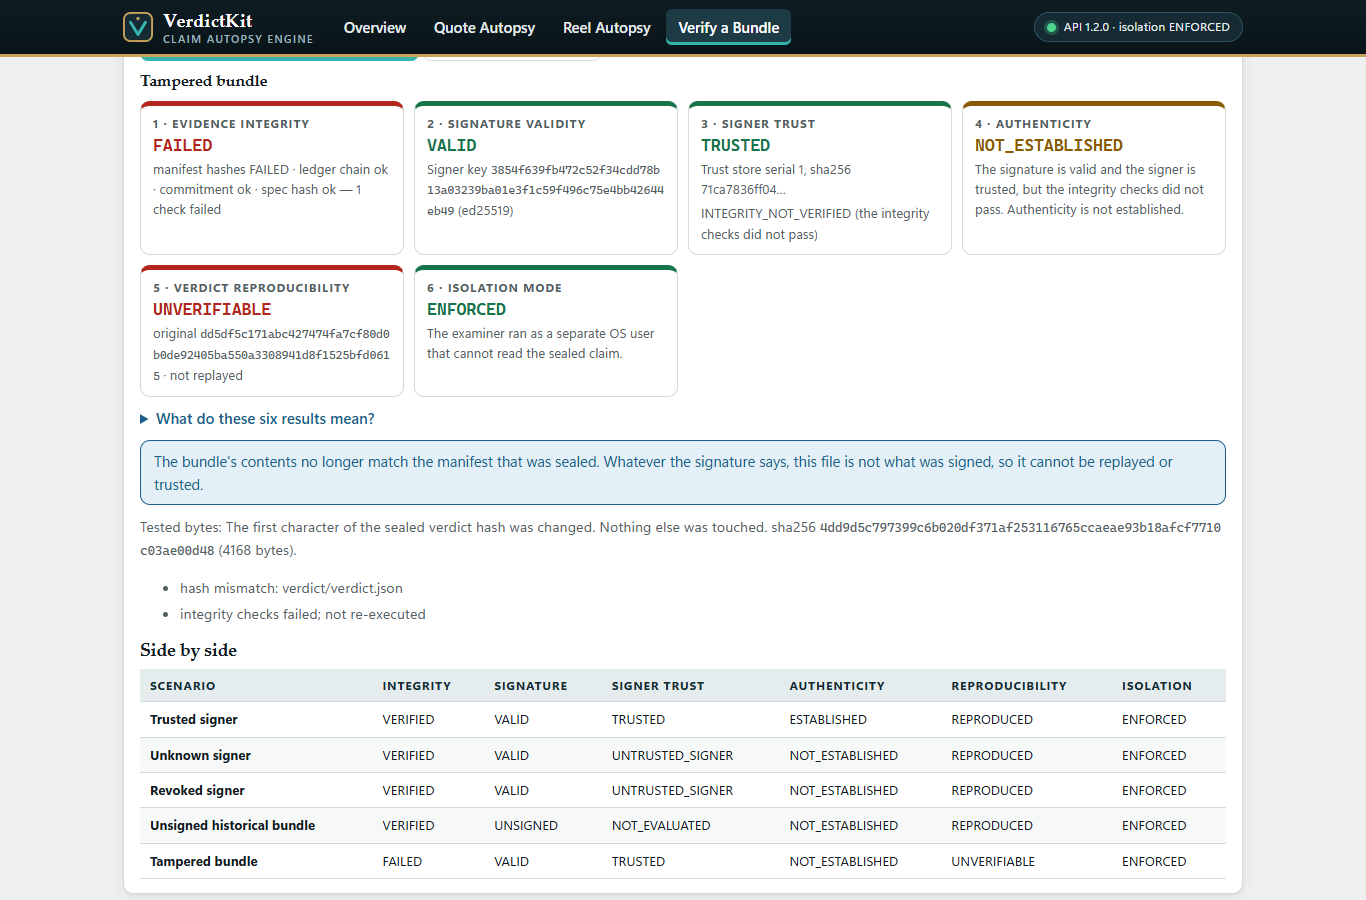 VerdictKit
CLAIM AUTOPSY ENGINE
Overview
Quote Autopsy
Reel Autopsy
Verify a Bundle
API 1.2.0 · isolation ENFORCED
Tampered bundle
1 · EVIDENCE INTEGRITY
FAILED
manifest hashes FAILED · ledger chain ok
· commitment ok · spec hash ok — 1
check failed
2 · SIGNATURE VALIDITY
VALID
Signer key 3854f639fb472c52f34cdd78b
13a03239ba01e3f1c59f496c75e4bb42644
eb49 (ed25519)
3 · SIGNER TRUST
TRUSTED
Trust store serial 1, sha256
71ca7836ff04…
INTEGRITY_NOT_VERIFIED (the integrity
checks did not pass)
4 · AUTHENTICITY
NOT_ESTABLISHED
The signature is valid and the signer is
trusted, but the integrity checks did not
pass. Authenticity is not established.
5 · VERDICT REPRODUCIBILITY
UNVERIFIABLE
original dd5df5c171abc427474fa7cf80d0
b0de92405ba550a3308941d8f1525bfd061
5 · not replayed
6 · ISOLATION MODE
ENFORCED
The examiner ran as a separate OS user
that cannot read the sealed claim.
What do these six results mean?
The bundle's contents no longer match the manifest that was sealed. Whatever the signature says, this file is not what was signed, so it cannot be replayed or
trusted.
Tested bytes: The first character of the sealed verdict hash was changed. Nothing else was touched. sha256 4dd9d5c797399c6b020df371af253116765ccaeae93b18afcf7710
c03ae00d48 (4168 bytes).
• hash mismatch: verdict/verdict.json
• integrity checks failed; not re-executed
Side by side
SCENARIO INTEGRITY SIGNATURE SIGNER TRUST AUTHENTICITY REPRODUCIBILITY ISOLATION
Trusted signer VERIFIED VALID TRUSTED ESTABLISHED REPRODUCED ENFORCED
Unknown signer VERIFIED VALID UNTRUSTED_SIGNER NOT_ESTABLISHED REPRODUCED ENFORCED
Revoked signer VERIFIED VALID UNTRUSTED_SIGNER NOT_ESTABLISHED REPRODUCED ENFORCED
Unsigned historical bundle VERIFIED UNSIGNED NOT_EVALUATED NOT_ESTABLISHED REPRODUCED ENFORCED
Tampered bundle FAILED VALID TRUSTED NOT_ESTABLISHED UNVERIFIABLE ENFORCED